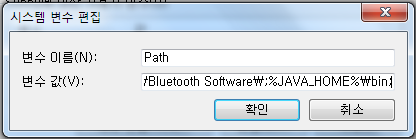 시스템 변수 편집
변수 이름(N): Path
변수 값(V): Bluetooth Software₩;%JAVA_HOME%₩bin;
확인 취소